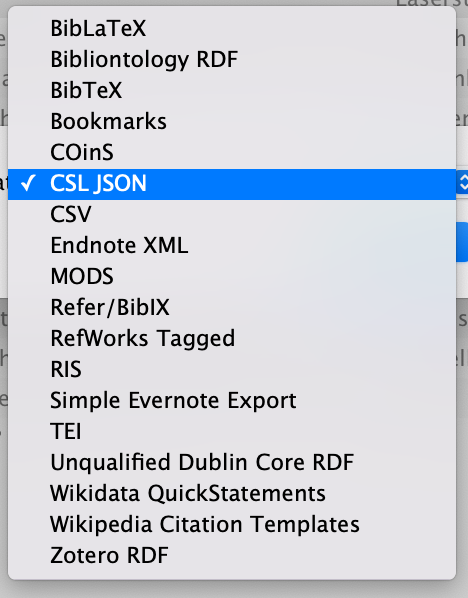 BibLaTeX
Bibliontology RDF
BibTeX
Bookmarks
COinS
✓ CSL JSON
CSV
Endnote XML
MODS
Refer/BibIX
RefWorks Tagged
RIS
Simple Evernote Export
TEI
Unqualified Dublin Core RDF
Wikidata QuickStatements
Wikipedia Citation Templates
Zotero RDF